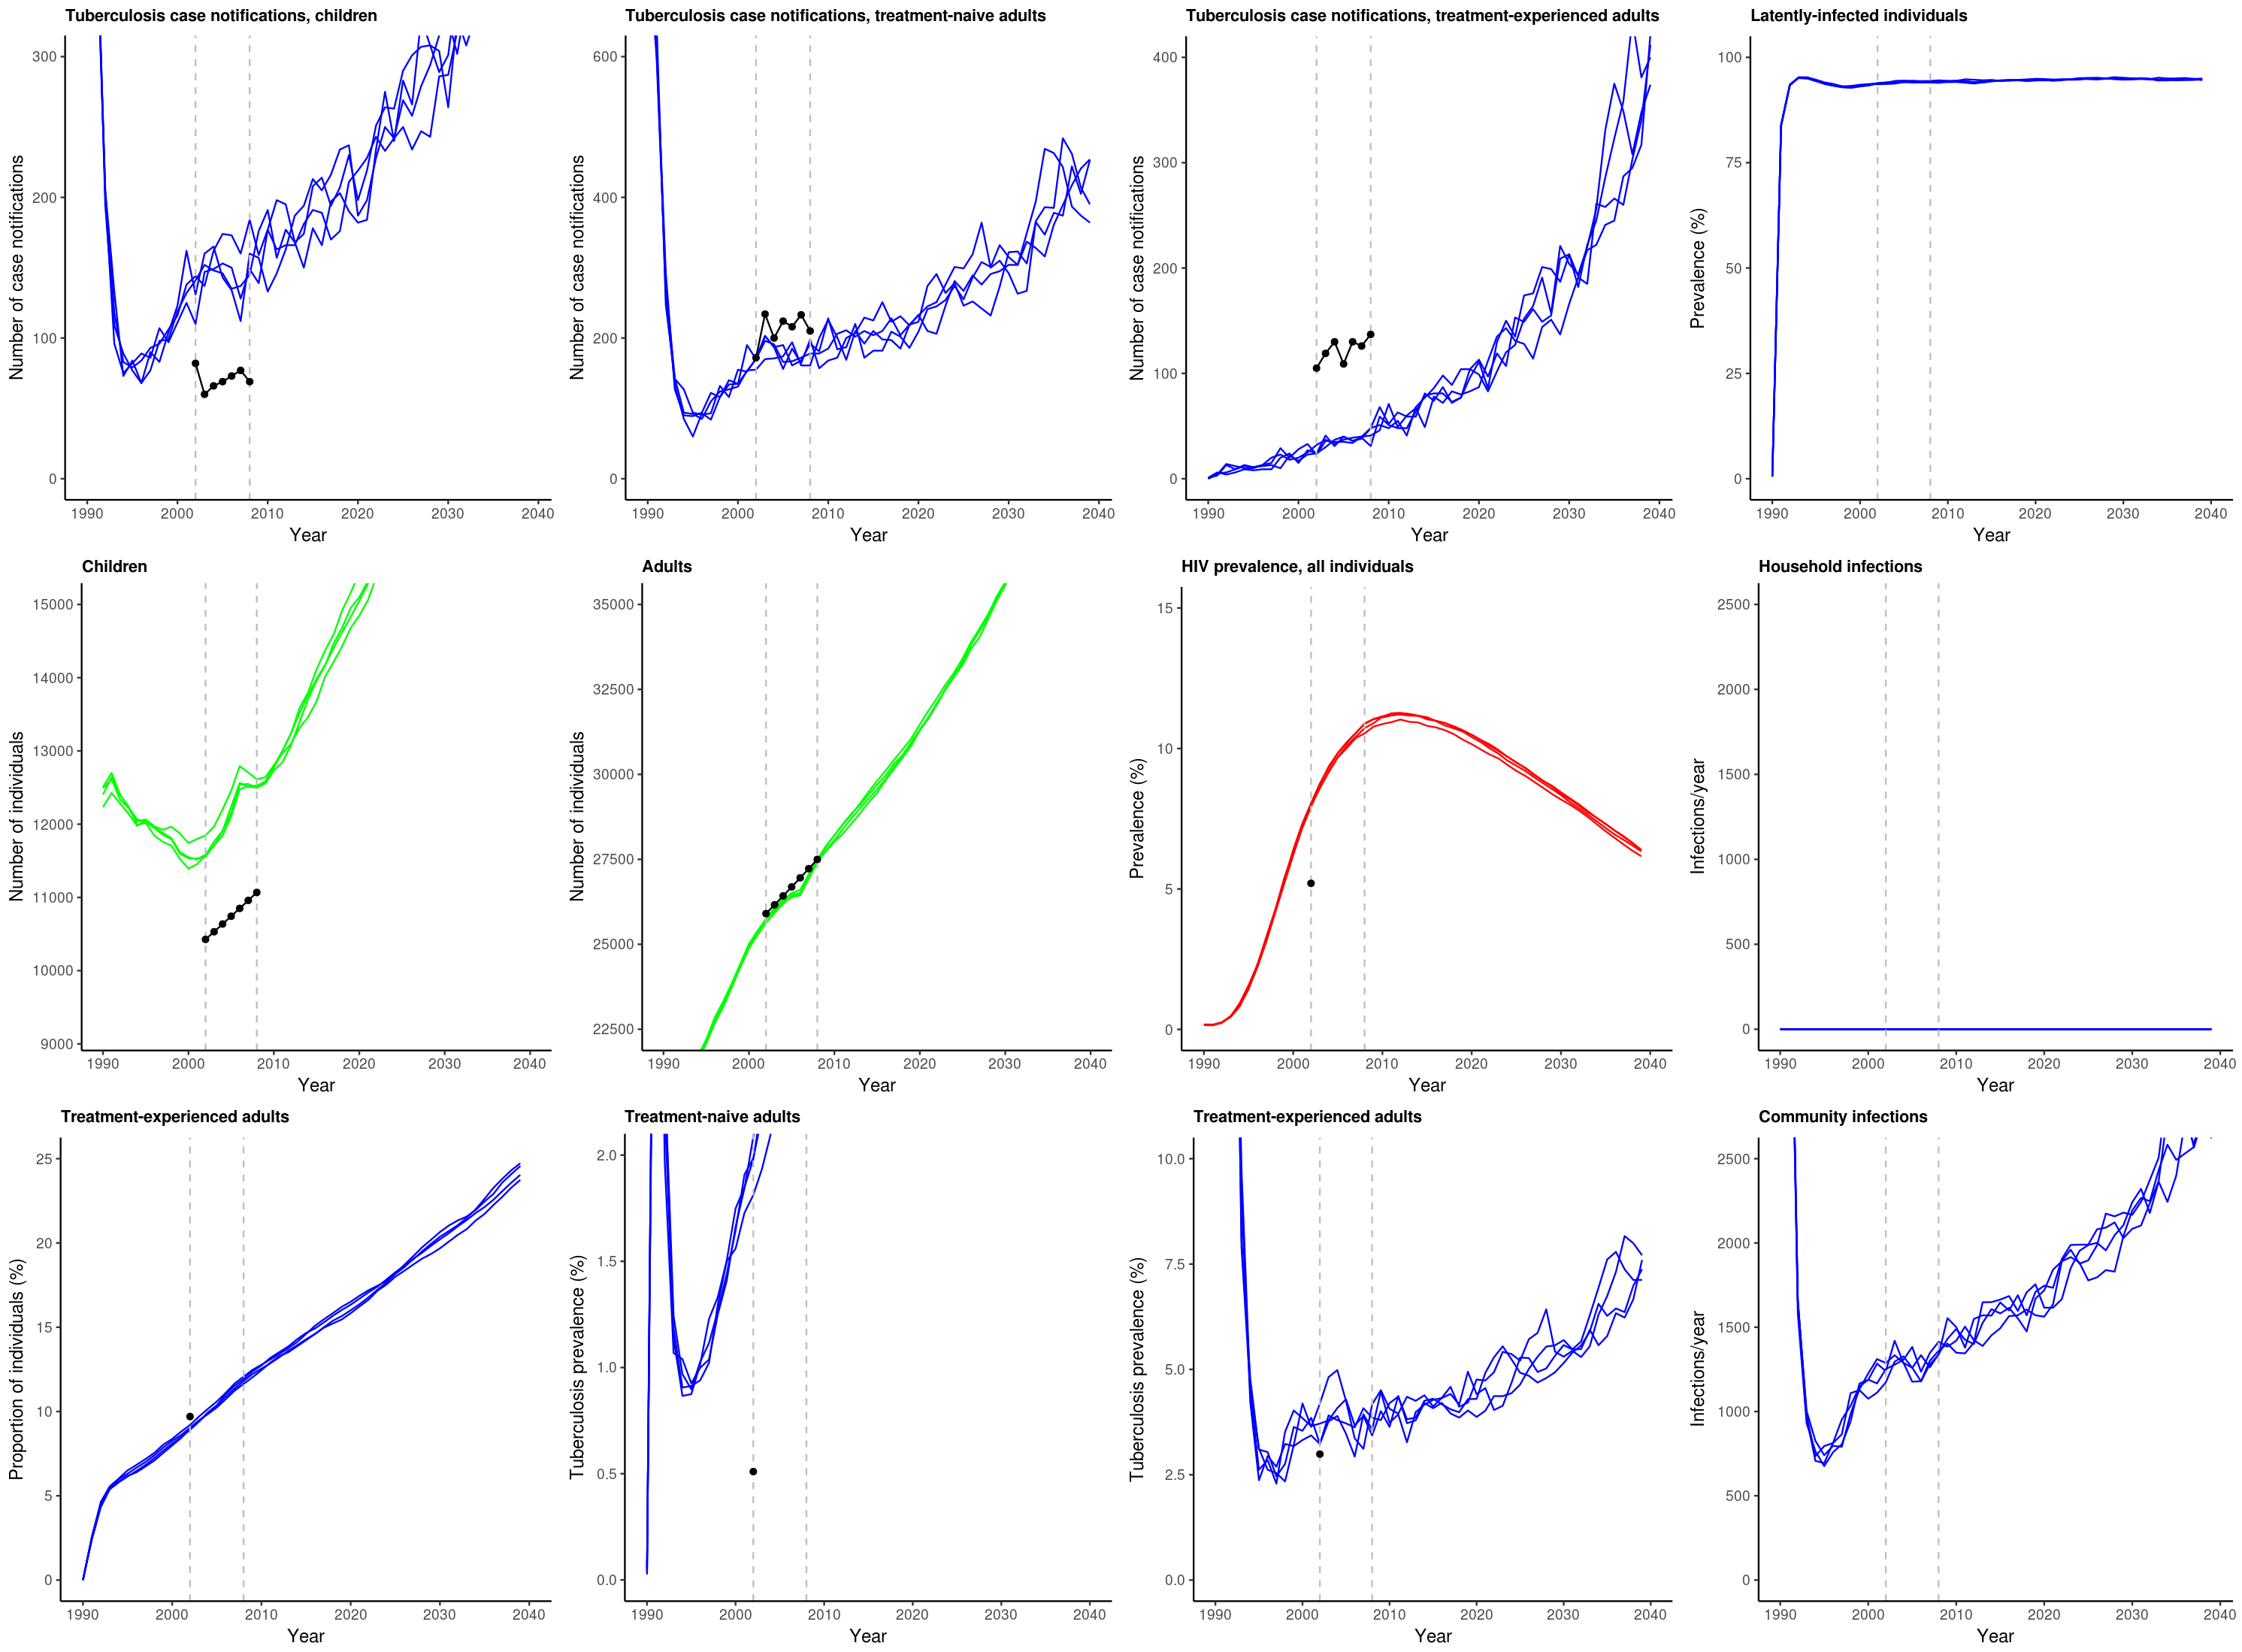 Tuberculosis case notifications, children
Number of case notifications
300
200
100
0
1990 2000 2010 2020 2030 2040
Year
Tuberculosis case notifications, treatment-naive adults
Number of case notifications
600
400
200
0
1990 2000 2010 2020 2030 2040
Year
Tuberculosis case notifications, treatment-experienced adults
Number of case notifications
400
300
200
100
0
1990 2000 2010 2020 2030 2040
Year
Latently-infected individuals
Prevalence (%)
100
75
50
25
0
1990 2000 2010 2020 2030 2040
Year
Children
Number of individuals
15000
14000
13000
12000
11000
10000
9000
1990 2000 2010 2020 2030 2040
Year
Adults
Number of individuals
35000
32500
30000
27500
25000
22500
1990 2000 2010 2020 2030 2040
Year
HIV prevalence, all individuals
Prevalence (%)
15
10
5
0
1990 2000 2010 2020 2030 2040
Year
Household infections
Infections/year
2500
2000
1500
1000
500
0
1990 2000 2010 2020 2030 2040
Year
Treatment-experienced adults
Proportion of individuals (%)
25
20
15
10
5
0
1990 2000 2010 2020 2030 2040
Year
Treatment-naive adults
Tuberculosis prevalence (%)
2.0
1.5
1.0
0.5
0.0
1990 2000 2010 2020 2030 2040
Year
Treatment-experienced adults
Tuberculosis prevalence (%)
10.0
7.5
5.0
2.5
0.0
1990 2000 2010 2020 2030 2040
Year
Community infections
Infections/year
2500
2000
1500
1000
500
0
1990 2000 2010 2020 2030 2040
Year